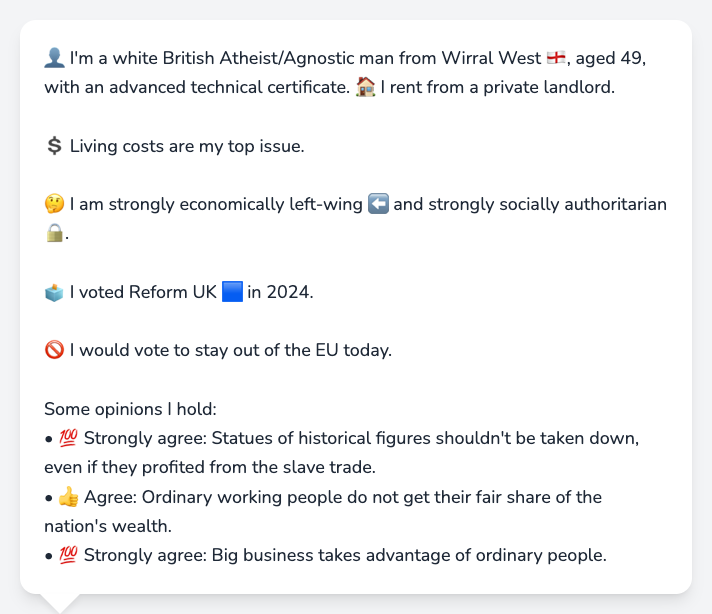 👤 I'm a white British Atheist/Agnostic man from Wirral West 🏴󠁧󠁢󠁥󠁮󠁧󠁿, aged 49,
with an advanced technical certificate. 🏠 I rent from a private landlord.
💲 Living costs are my top issue.
🤔 I am strongly economically left-wing ⬅️ and strongly socially authoritarian
🔒.
🗳️ I voted Reform UK 🟦 in 2024.
🚫 I would vote to stay out of the EU today.
Some opinions I hold:
• 💯 Strongly agree: Statues of historical figures shouldn't be taken down,
even if they profited from the slave trade.
• 👍 Agree: Ordinary working people do not get their fair share of the
nation's wealth.
• 💯 Strongly agree: Big business takes advantage of ordinary people.